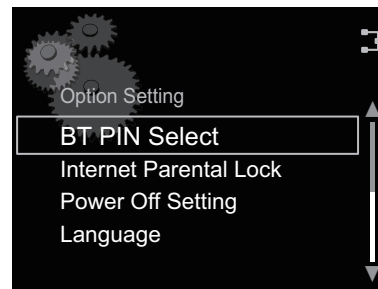 Option Setting
BT PIN Select
Internet Parental Lock
Power Off Setting
Language